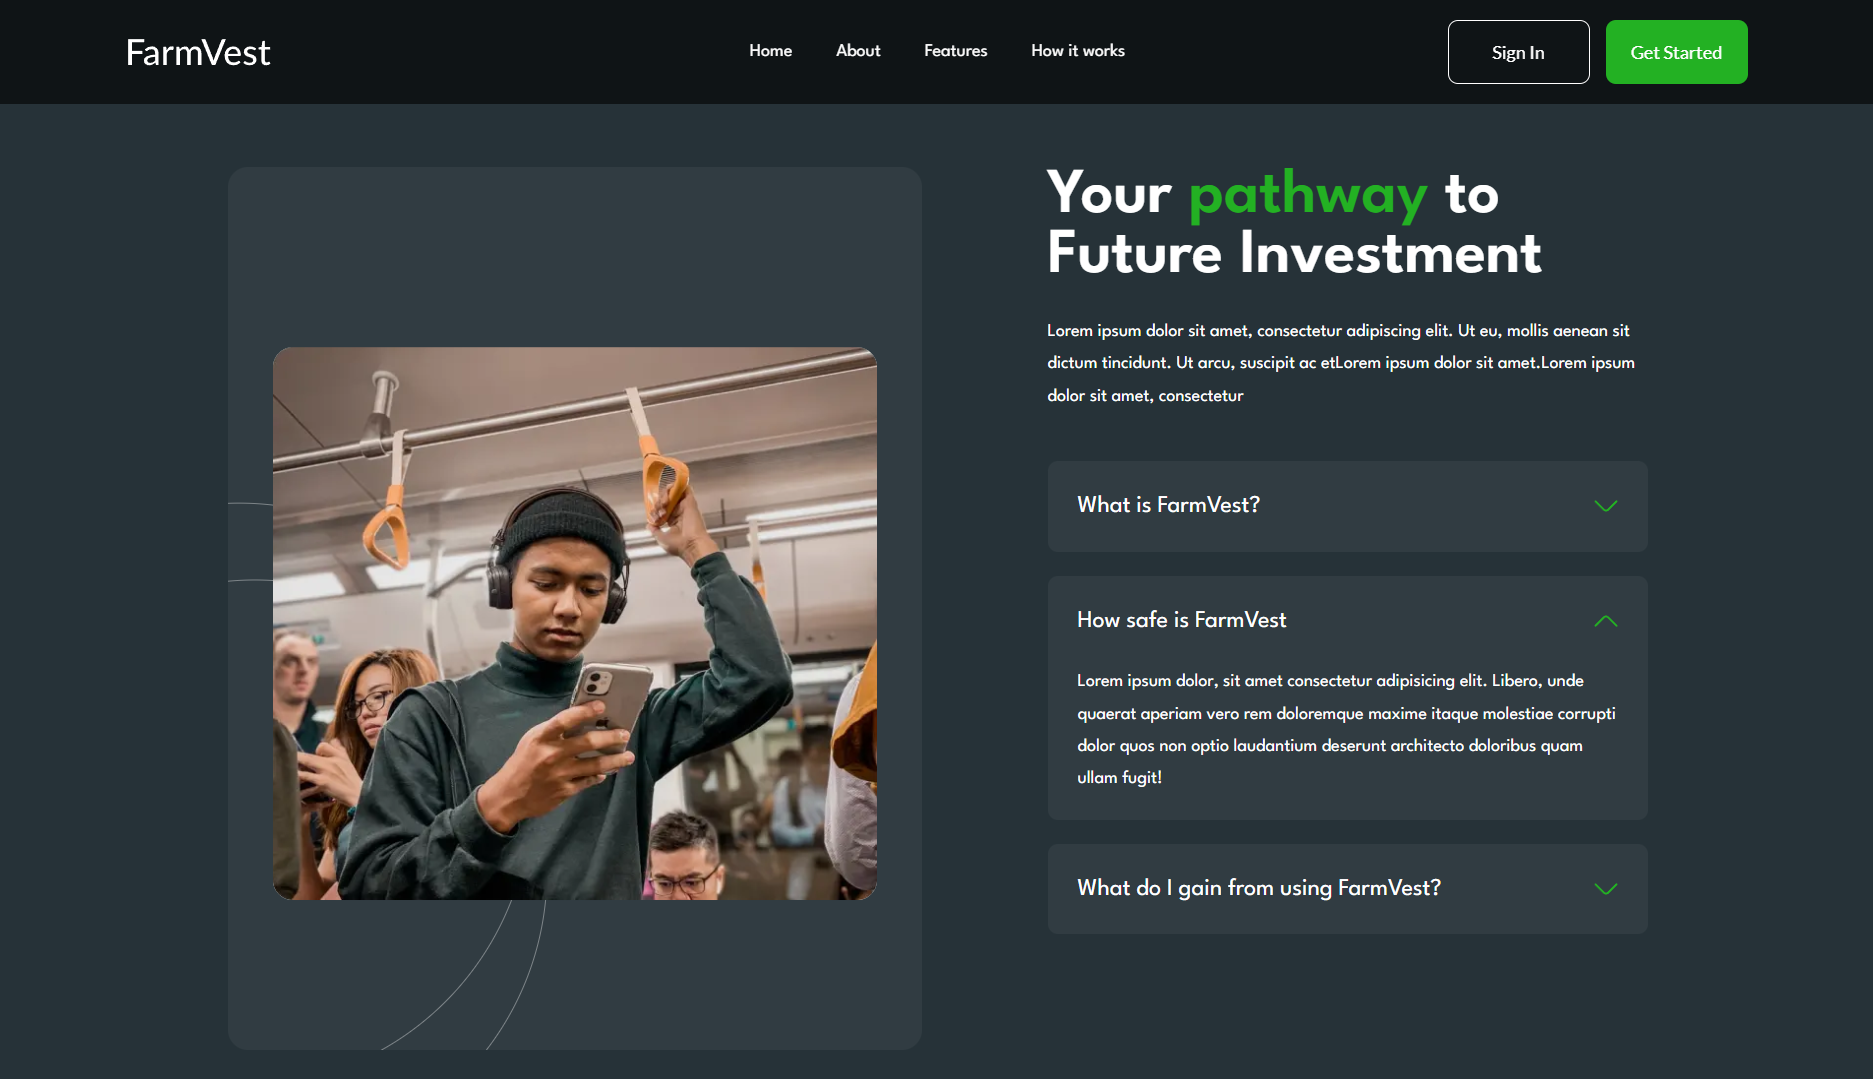 FarmVest
Home
About
Features
How it works
Sign In
Get Started
Your pathway to
Future Investment
Lorem ipsum dolor sit amet, consectetur adipiscing elit. Ut eu, mollis aenean sit
dictum tincidunt. Ut arcu, suscipit ac etLorem ipsum dolor sit amet.Lorem ipsum
dolor sit amet, consectetur
What is FarmVest?
How safe is FarmVest
Lorem ipsum dolor, sit amet consectetur adipisicing elit. Libero, unde
quaerat aperiam vero rem doloremque maxime itaque molestiae corrupti
dolor quos non optio laudantium deserunt architecto doloribus quam
ullam fugit!
What do I gain from using FarmVest?